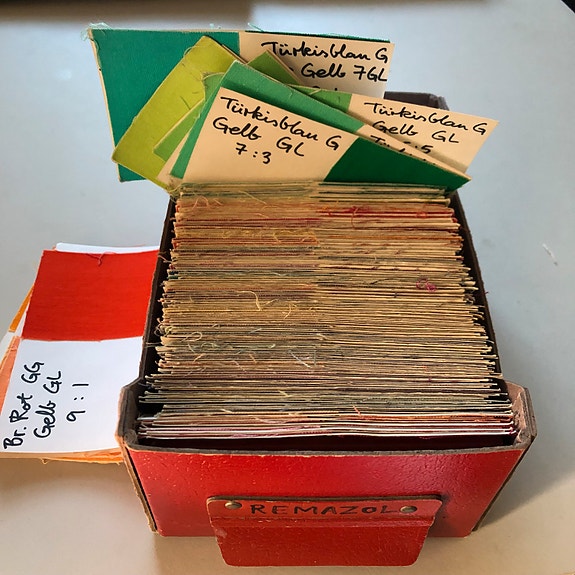 Türkisblau G
Gelb 7GL
Türkisblau G
Gelb GL
Türkisblau G
Gelb GL
7:3
Br. Rot GG
Gelb GL
9:1
REMAZOL